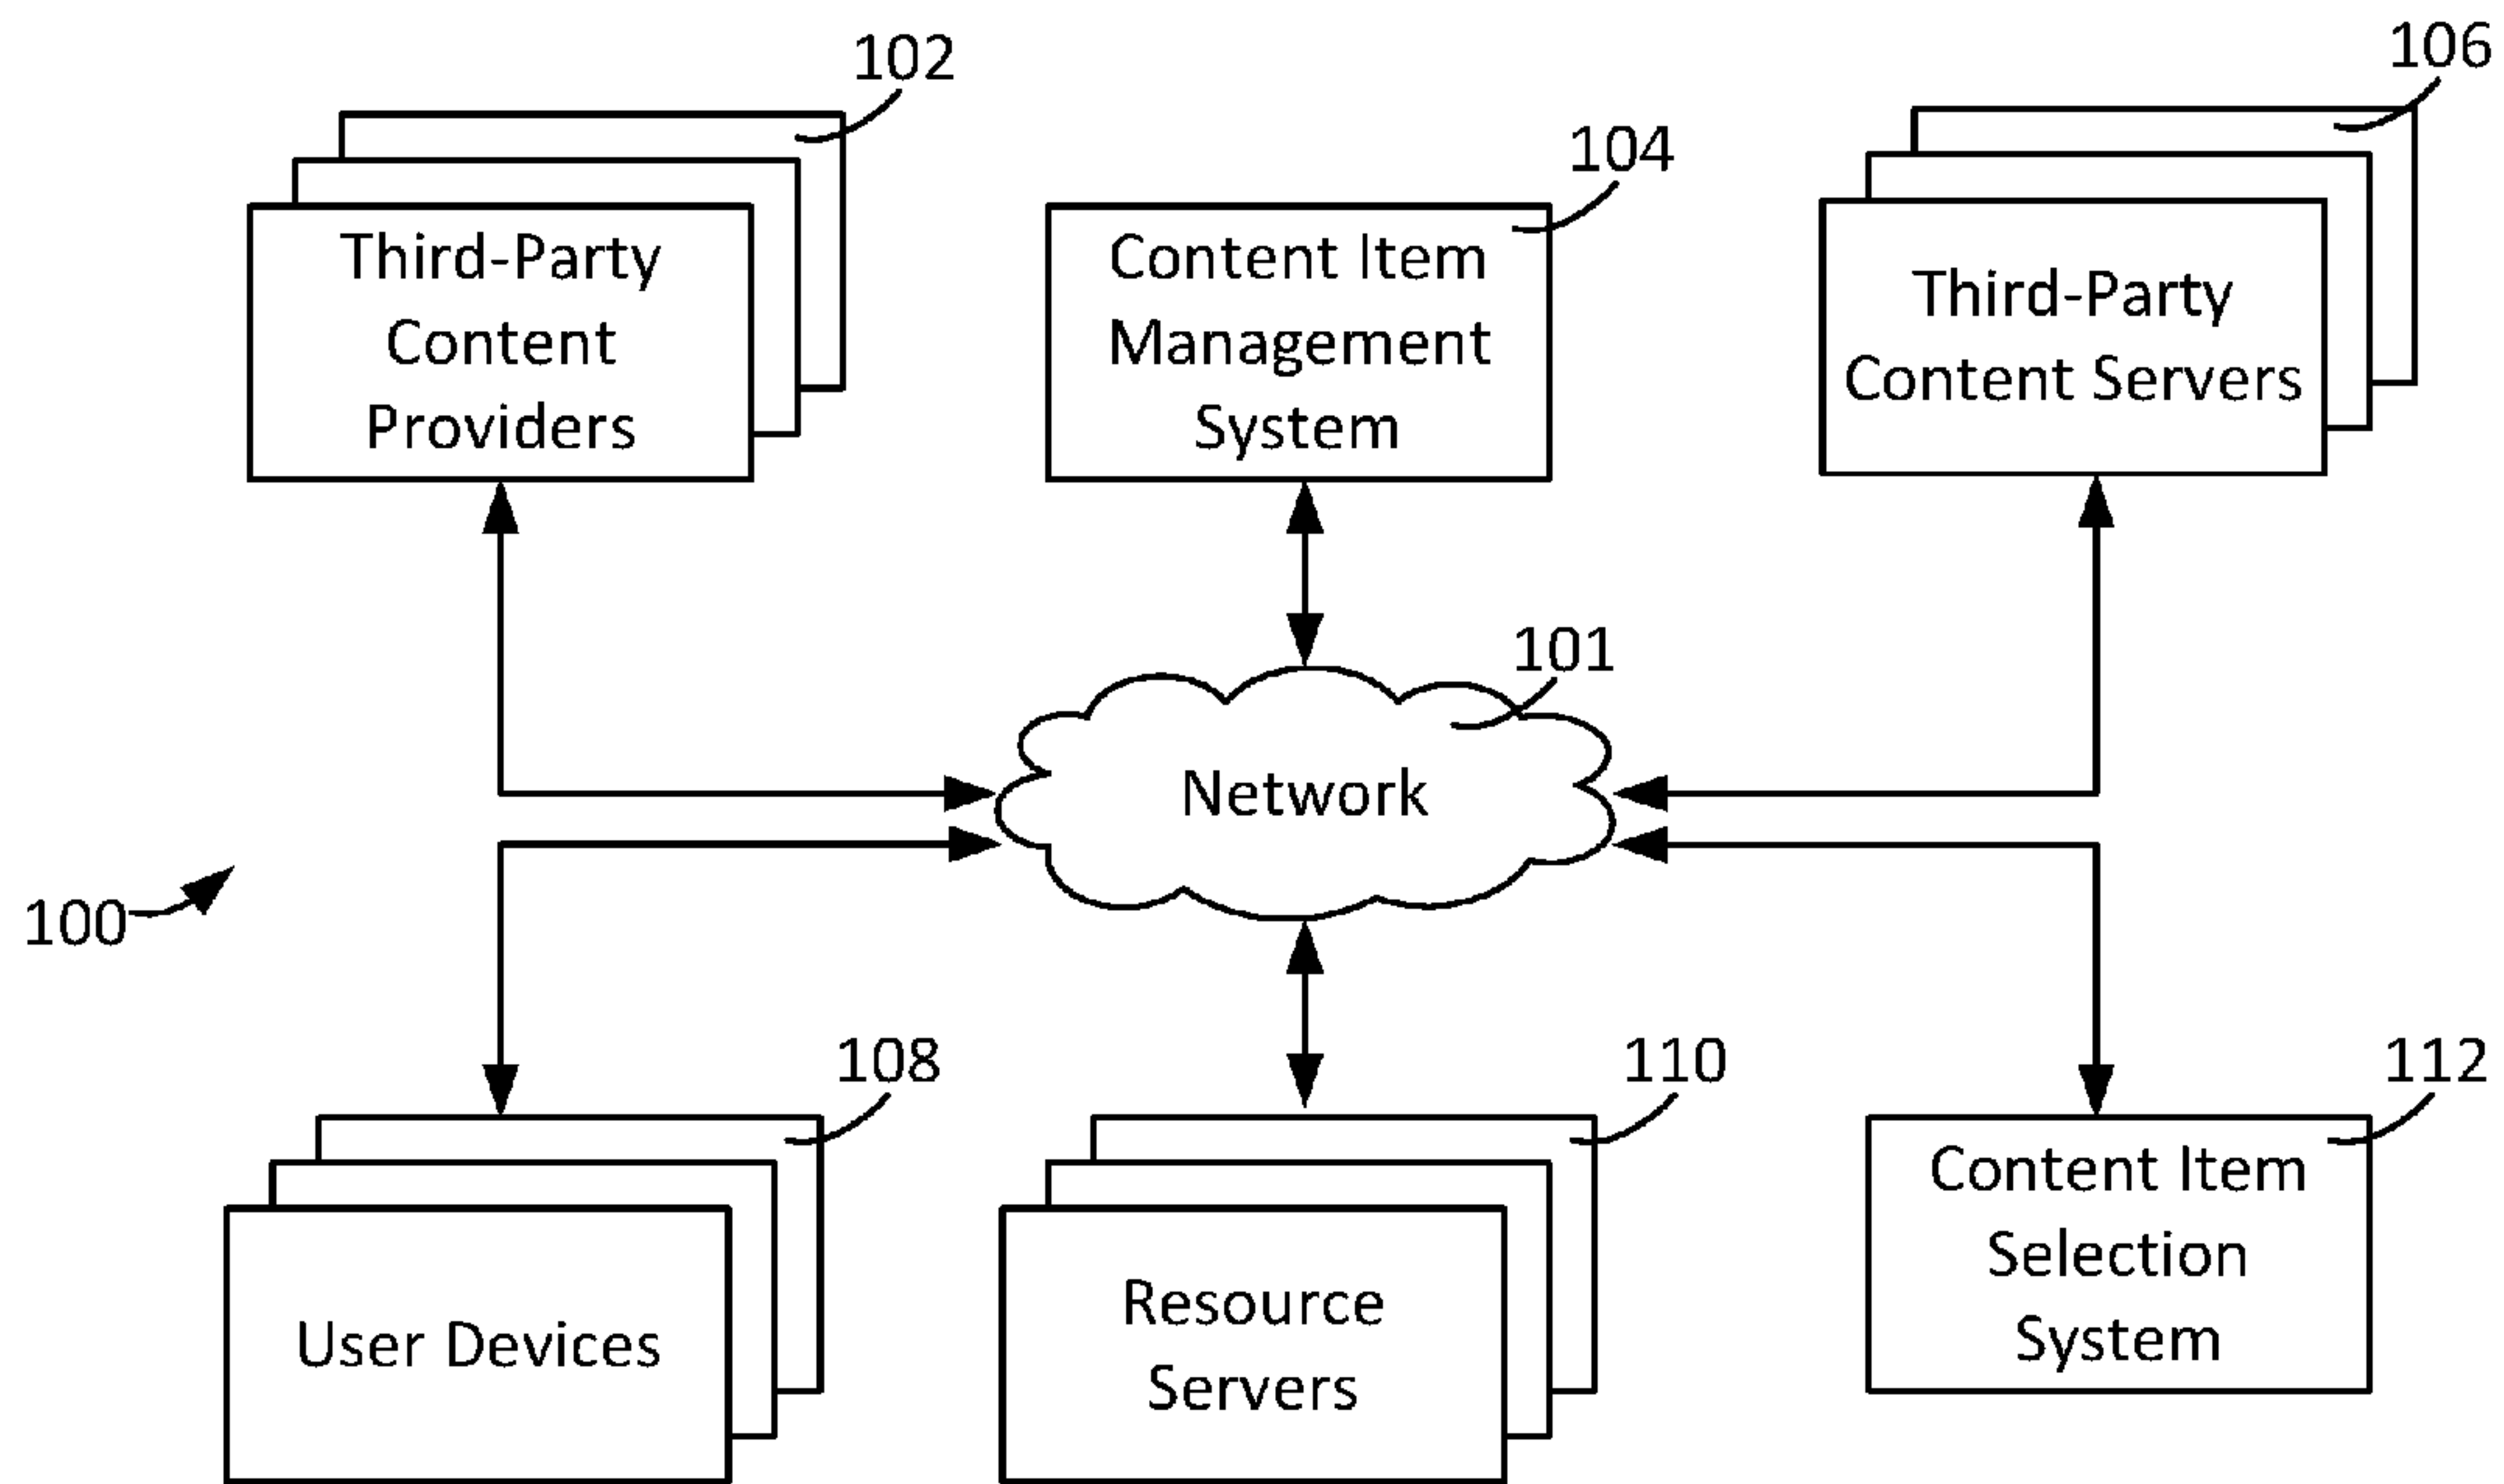 102
106
104
Third-Party
Content
Providers
Content Item
Management
System
Third-Party
Content Servers
101
Network
100
108
110
112
User Devices
Resource
Servers
Content Item
Selection
System